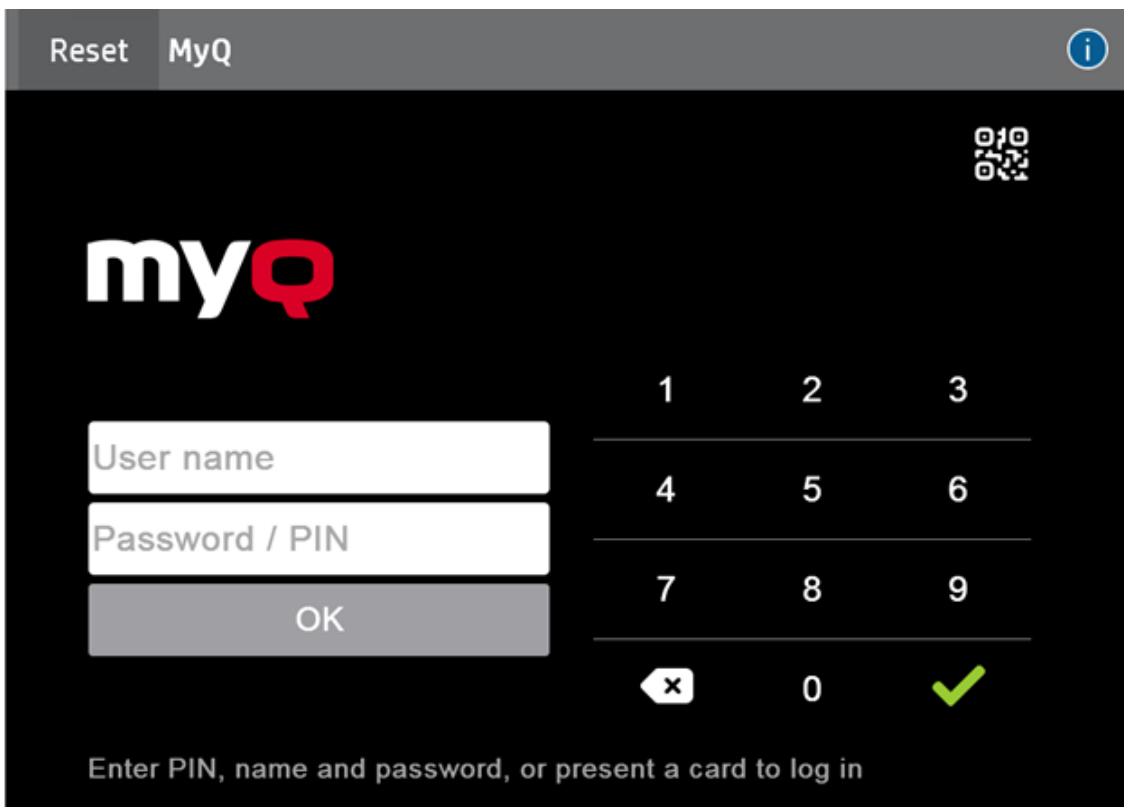 Reset MyQ
i
myQ
User name
Password / PIN
OK
1 2 3
4 5 6
7 8 9
0
Enter PIN, name and password, or present a card to log in